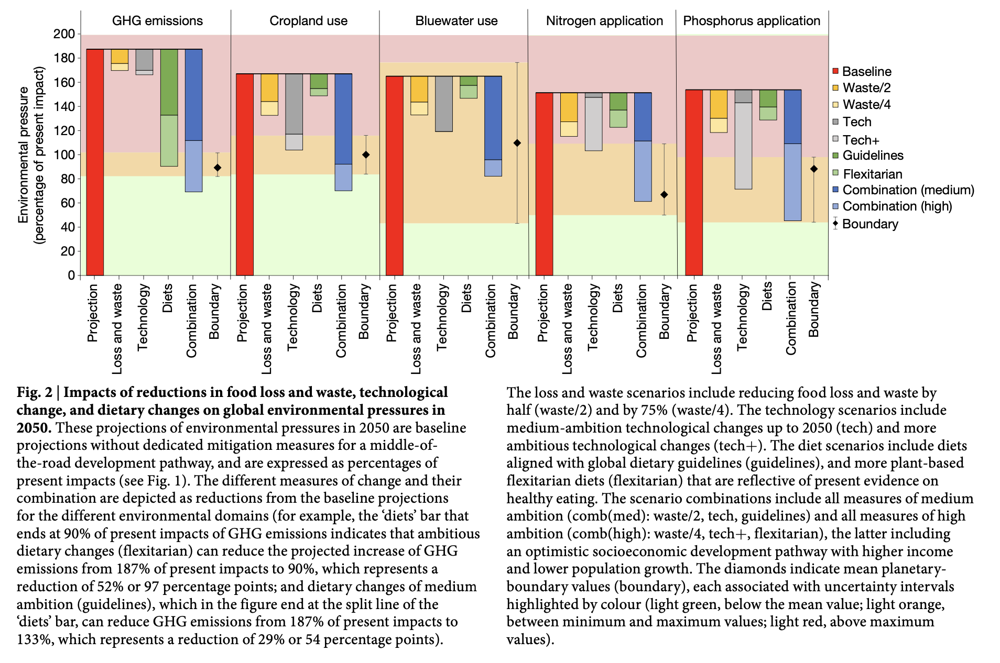 GHG emissions
Cropland use
Bluewater use
Nitrogen application
Phosphorus application
Environmental pressure
(percentage of present impact)
200
180
160
140
120
100
80
60
40
20
0
Projection
Loss and waste
Technology
Diets
Combination
Boundary
Projection
Loss and waste
Technology
Diets
Combination
Boundary
Projection
Loss and waste
Technology
Diets
Combination
Boundary
Projection
Loss and waste
Technology
Diets
Combination
Boundary
Projection
Loss and waste
Technology
Diets
Combination
Boundary
Baseline
Waste/2
Waste/4
Tech
Tech+
Guidelines
Flexitarian
Combination (medium)
Combination (high)
Boundary
Fig. 2 | Impacts of reductions in food loss and waste, technological
change, and dietary changes on global environmental pressures in
2050. These projections of environmental pressures in 2050 are baseline
projections without dedicated mitigation measures for a middle-of-
the-road development pathway, and are expressed as percentages of
present impacts (see Fig. 1). The different measures of change and their
combination are depicted as reductions from the baseline projections
for the different environmental domains (for example, the ‘diets’ bar that
ends at 90% of present impacts of GHG emissions indicates that ambitious
dietary changes (flexitarian) can reduce the projected increase of GHG
emissions from 187% of present impacts to 90%, which represents a
reduction of 52% or 97 percentage points; and dietary changes of medium
ambition (guidelines), which in the figure end at the split line of the
‘diets’ bar, can reduce GHG emissions from 187% of present impacts to
133%, which represents a reduction of 29% or 54 percentage points).
The loss and waste scenarios include reducing food loss and waste by
half (waste/2) and by 75% (waste/4). The technology scenarios include
medium-ambition technological changes up to 2050 (tech) and more
ambitious technological changes (tech+). The diet scenarios include diets
aligned with global dietary guidelines (guidelines), and more plant-based
flexitarian diets (flexitarian) that are reflective of present evidence on
healthy eating. The scenario combinations include all measures of medium
ambition (comb(med): waste/2, tech, guidelines) and all measures of high
ambition (comb(high): waste/4, tech+, flexitarian), the latter including
an optimistic socioeconomic development pathway with higher income
and lower population growth. The diamonds indicate mean planetary-
boundary values (boundary), each associated with uncertainty intervals
highlighted by colour (light green, below the mean value; light orange,
between minimum and maximum values; light red, above maximum
values).